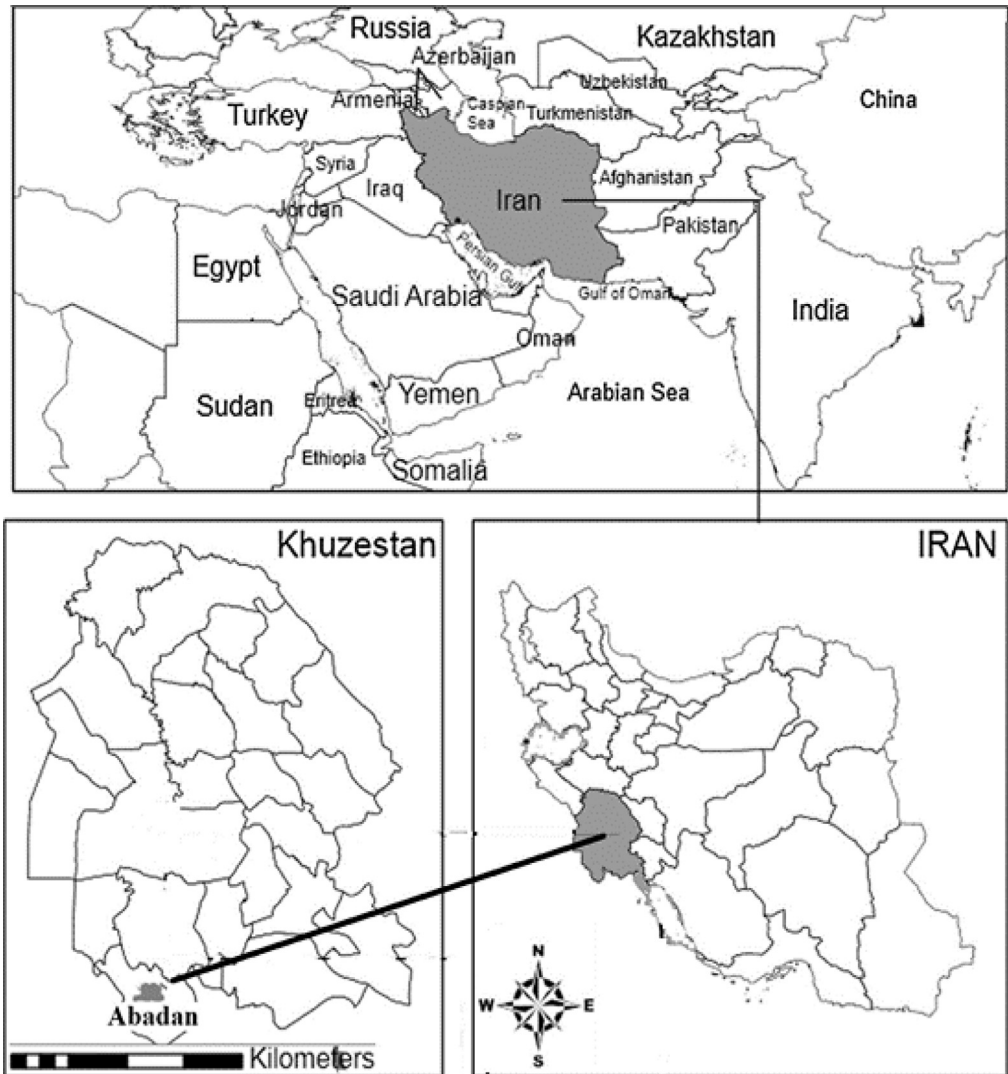 Russia
Kazakhstan
Azerbaijan
Uzbekistan
Armenia
Caspian
Sea
Turkmenistan
China
Turkey
Syria
Iraq
Iran
Afghanistan
Jordan
Pakistan
Egypt
Persian Gulf
Saudi Arabia
Gulf of Oman
India
Oman
Sudan
Eritrea
Yemen
Arabian Sea
Ethiopia
Somalia
Khuzestan
IRAN
Abadan
Kilometers
N
W
E
S